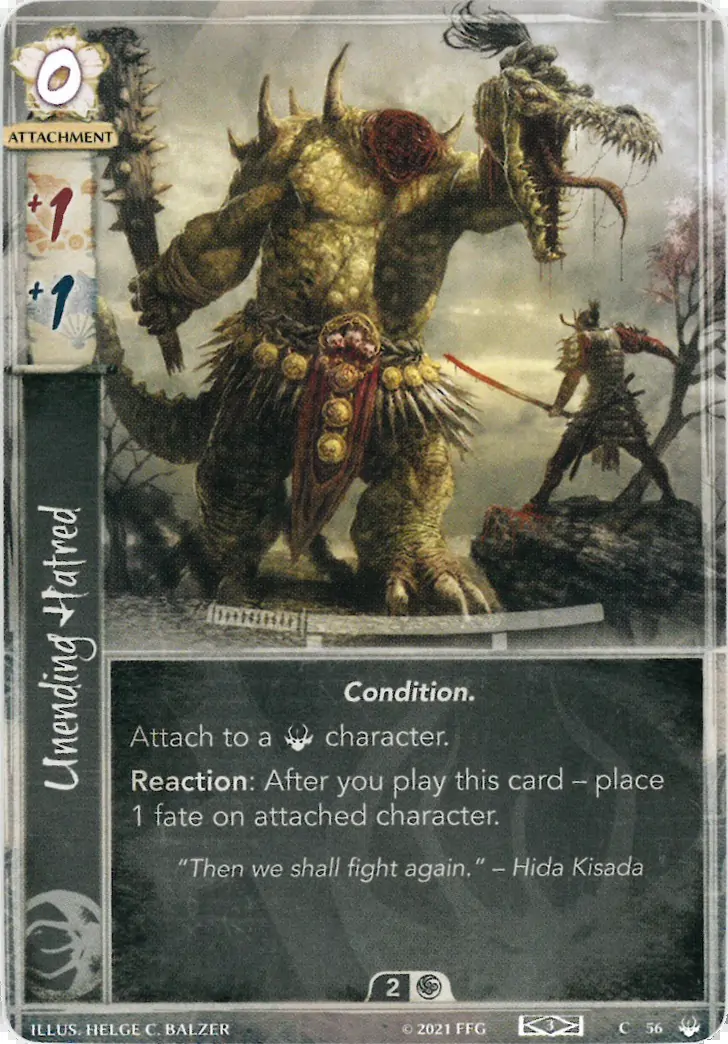 0
ATTACHMENT
+1
+1
Unending Hatred
Condition.
Attach to a character.
Reaction: After you play this card – place
1 fate on attached character.
“Then we shall fight again.” – Hida Kisada
2
ILLUS. HELGE C. BALZER
© 2021 FFG
3
C 56